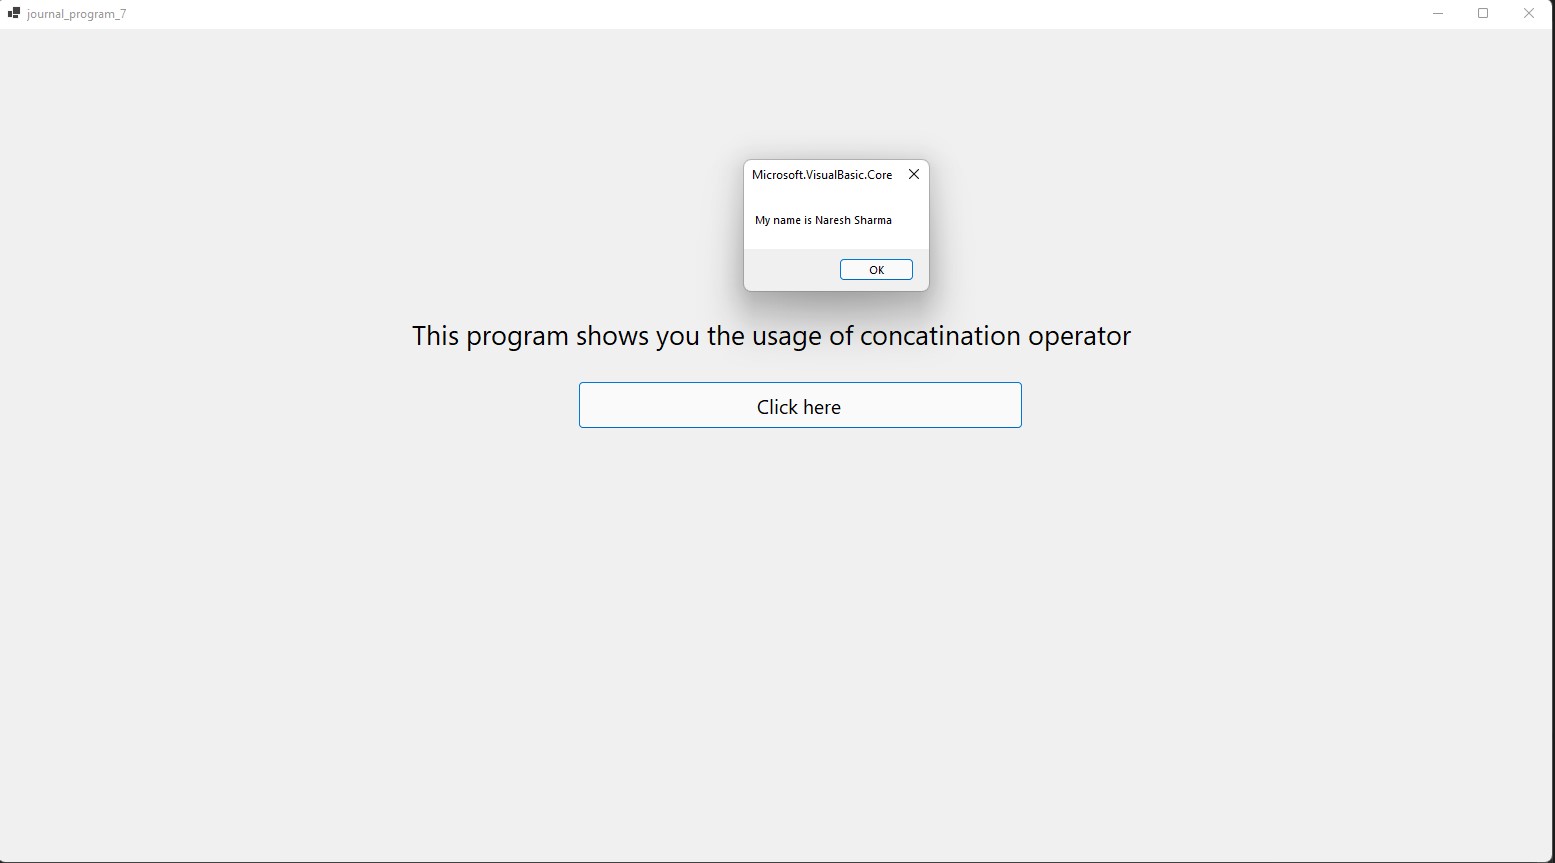 journal_program_7
Microsoft.VisualBasic.Core
My name is Naresh Sharma
OK
This program shows you the usage of concatination operator
Click here